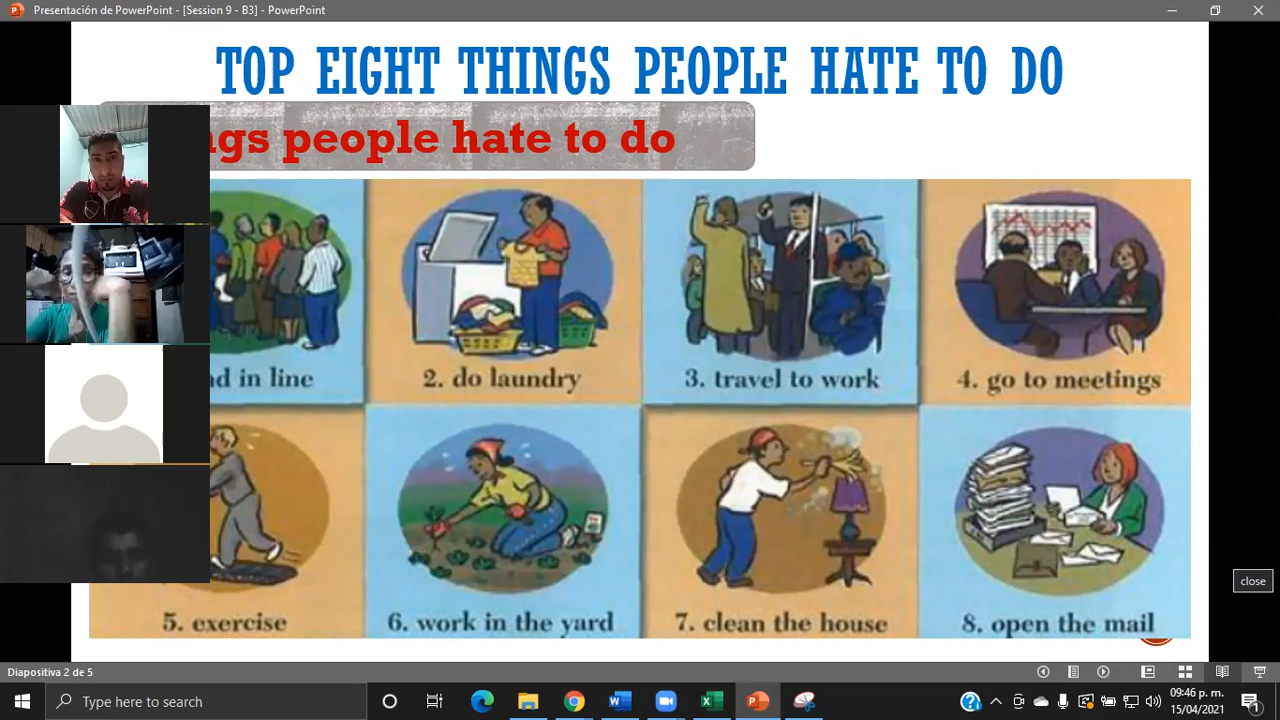 Presentación de PowerPoint - [Session 9 - B3] - PowerPoint
TOP EIGHT THINGS PEOPLE HATE TO DO
people hate to do
in line
2. do laundry
3. travel to work
4. go to meetings
5. exercise
6. work in the yard
7. clean the house
8. open the mail
close
Diapositiva 2 de 5
Type here to search
09:46 p. m.
15/04/2021
1